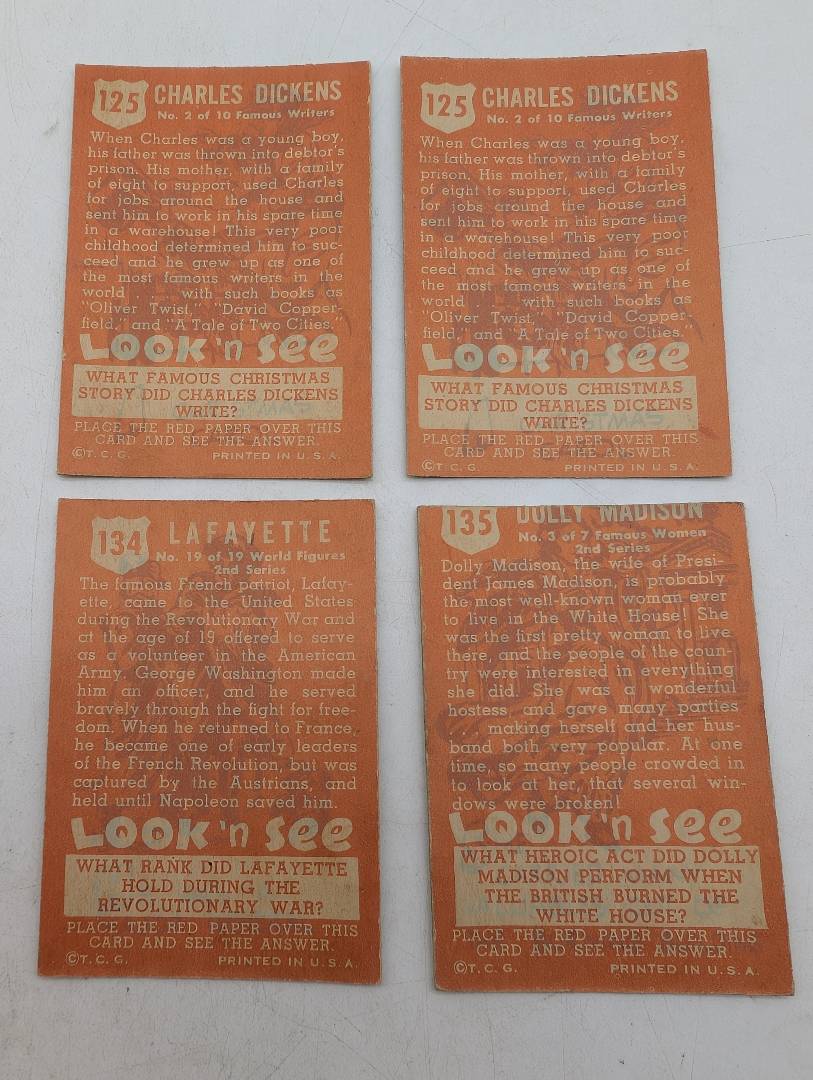 125 CHARLES DICKENS
No. 2 of 10 Famous Writers
When Charles was a young boy,
his father was thrown into debtor's
prison. His mother, with a family
of eight to support, used Charles
for jobs around the house and
sent him to work in his spare time
in a warehouse! This very poor
childhood determined him to suc-
ceed and he grew up as one of
the most famous writers in the
world ... with such books as
"Oliver Twist," "David Copper-
field," and "A Tale of Two Cities."
LOOK 'n SEE
WHAT FAMOUS CHRISTMAS
STORY DID CHARLES DICKENS
WRITE?
PLACE THE RED PAPER OVER THIS
CARD AND SEE THE ANSWER.
©T. C. G. PRINTED IN U. S. A.
125 CHARLES DICKENS
No. 2 of 10 Famous Writers
When Charles was a young boy,
his father was thrown into debtor's
prison. His mother, with a family
of eight to support, used Charles
for jobs around the house and
sent him to work in his spare time
in a warehouse! This very poor
childhood determined him to suc-
ceed and he grew up as one of
the most famous writers in the
world ... with such books as
"Oliver Twist," "David Copper-
field," and "A Tale of Two Cities."
LOOK 'n SEE
WHAT FAMOUS CHRISTMAS
STORY DID CHARLES DICKENS
WRITE?
CHRISTMAS
PLACE THE RED PAPER OVER THIS
CARD AND SEE THE ANSWER.
©T. C. G. PRINTED IN U. S. A.
134 LAFAYETTE
No. 19 of 19 World Figures
2nd Series
The famous French patriot, Lafay-
ette, came to the United States
during the Revolutionary War and
at the age of 19 offered to serve
as a volunteer in the American
Army. George Washington made
him an officer, and he served
bravely through the fight for free-
dom. When he returned to France,
he became one of early leaders
of the French Revolution, but was
captured by the Austrians, and
held until Napoleon saved him.
LOOK 'n SEE
WHAT RANK DID LAFAYETTE
HOLD DURING THE
REVOLUTIONARY WAR?
PLACE THE RED PAPER OVER THIS
CARD AND SEE THE ANSWER.
©T. C. G. PRINTED IN U. S. A.
135 DOLLY MADISON
No. 3 of 7 Famous Women
2nd Series
Dolly Madison, the wife of Presi-
dent James Madison, is probably
the most well-known woman ever
to live in the White House! She
was the first pretty woman to live
there, and the people of the coun-
try were interested in everything
she did. She was a wonderful
hostess and gave many parties
... making herself and her hus-
band both very popular. At one
time, so many people crowded in
to look at her, that several win-
dows were broken!
LOOK 'n SEE
WHAT HEROIC ACT DID DOLLY
MADISON PERFORM WHEN
THE BRITISH BURNED THE
WHITE HOUSE?
PLACE THE RED PAPER OVER THIS
CARD AND SEE THE ANSWER.
©T. C. G. PRINTED IN U. S. A.